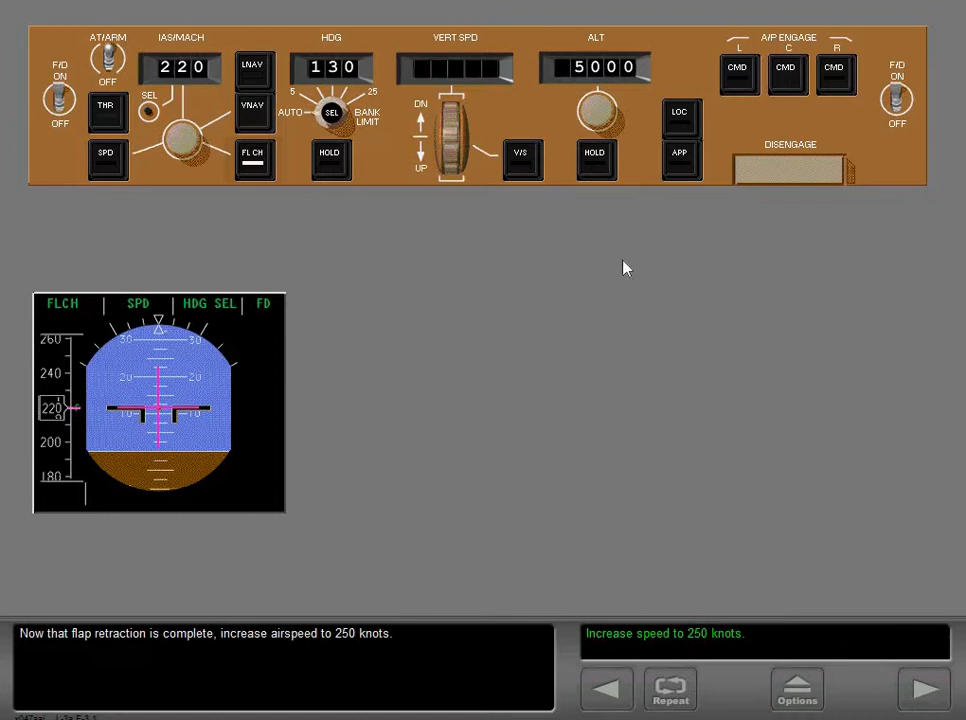 AT/ARM IAS/MACH HDG VERT SPD ALT A/P ENGAGE
L C R
F/D
ON
OFF
OFF
220
LNAV
130
5000
CMD
CMD
CMD
F/D
ON
OFF
SEL
THR
VNAV
5
25
AUTO
SEL
BANK
LIMIT
DN
UP
LOC
SPD
FL CH
HOLD
V/S
HOLD
APP
DISENGAGE
FLCH SPD HDG SEL FD
260
240
220
200
180
30 30
20 20
10 10
Now that flap retraction is complete, increase airspeed to 250 knots.
Increase speed to 250 knots.
Repeat
Options